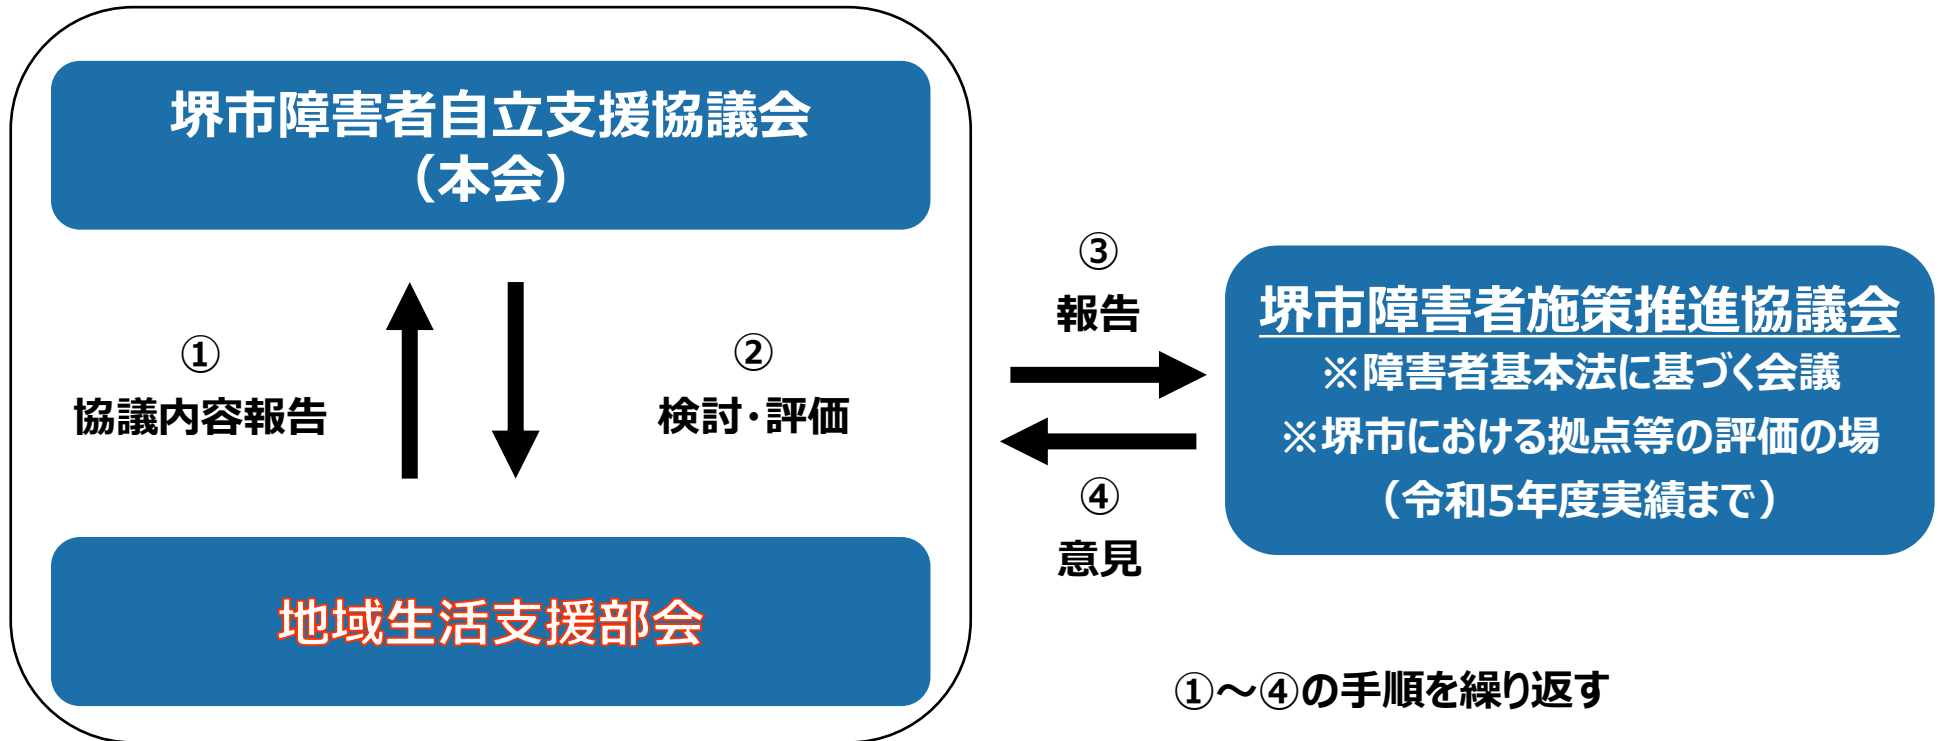 堺市障害者自立支援協議会
（本会）
①
協議内容報告
②
検討・評価
地域生活支援部会
③
報告
④
意見
堺市障害者施策推進協議会
※障害者基本法に基づく会議
※堺市における拠点等の評価の場
（令和5年度実績まで）
①～④の手順を繰り返す